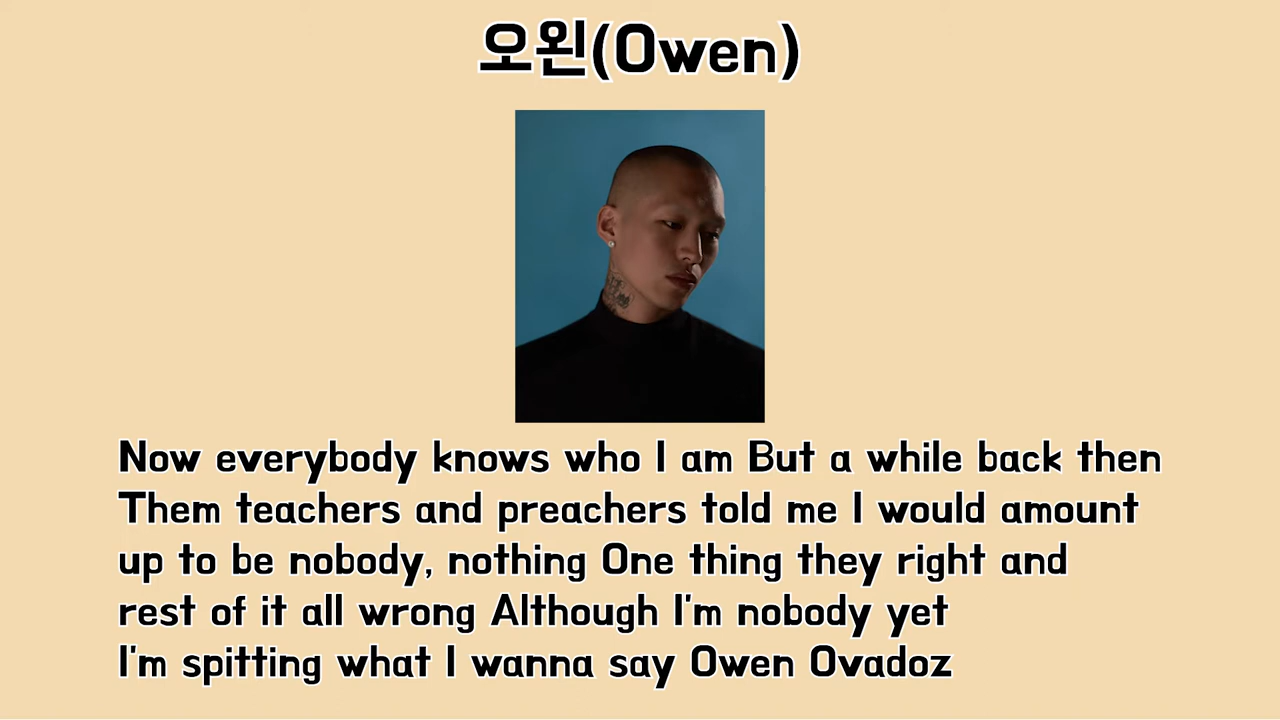 오왼(Owen)
Now everybody knows who I am But a while back then
Them teachers and preachers told me I would amount
up to be nobody, nothing One thing they right and
rest of it all wrong Although I'm nobody yet
I'm spitting what I wanna say Owen Ovadoz